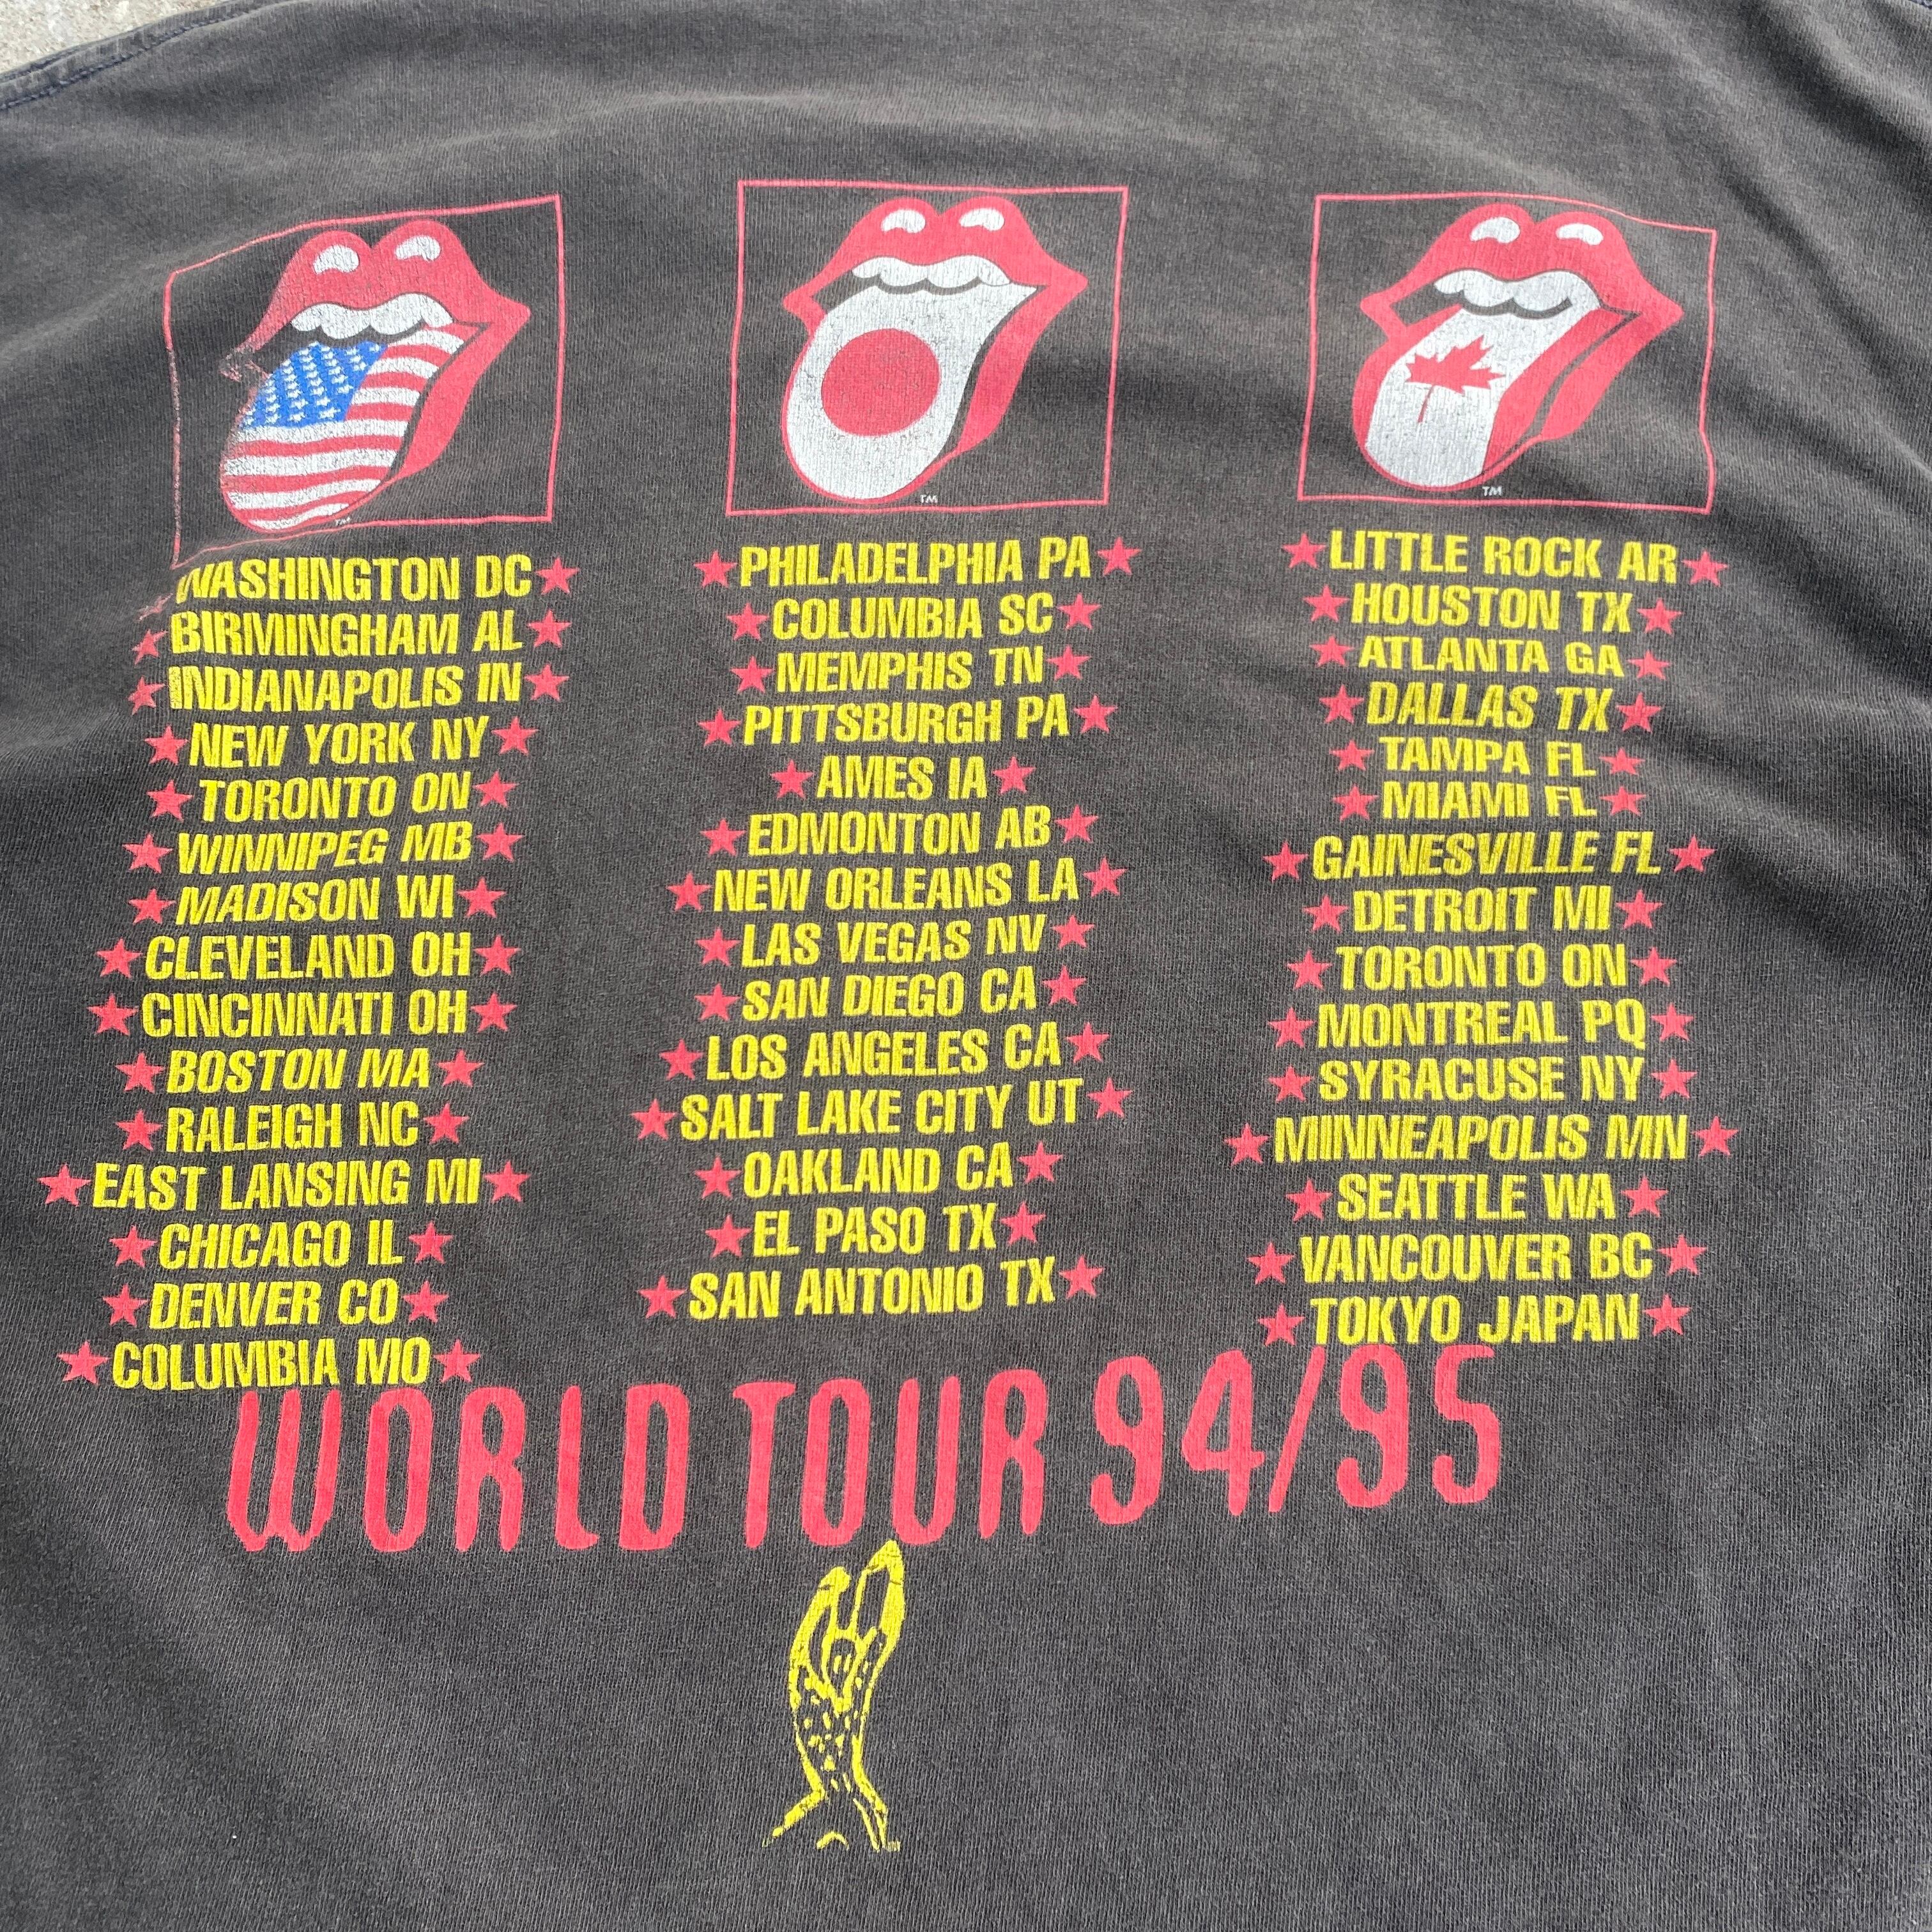 TM
TM
TM
WASHINGTON DC
BIRMINGHAM AL
INDIANAPOLIS IN
NEW YORK NY
TORONTO ON
WINNIPEG MB
MADISON WI
CLEVELAND OH
CINCINNATI OH
BOSTON MA
RALEIGH NC
EAST LANSING MI
CHICAGO IL
DENVER CO
COLUMBIA MO
PHILADELPHIA PA
COLUMBIA SC
MEMPHIS TN
PITTSBURGH PA
AMES IA
EDMONTON AB
NEW ORLEANS LA
LAS VEGAS NV
SAN DIEGO CA
LOS ANGELES CA
SALT LAKE CITY UT
OAKLAND CA
EL PASO TX
SAN ANTONIO TX
LITTLE ROCK AR
HOUSTON TX
ATLANTA GA
DALLAS TX
TAMPA FL
MIAMI FL
GAINESVILLE FL
DETROIT MI
TORONTO ON
MONTREAL PQ
SYRACUSE NY
MINNEAPOLIS MN
SEATTLE WA
VANCOUVER BC
TOKYO JAPAN
WORLD TOUR 94/95